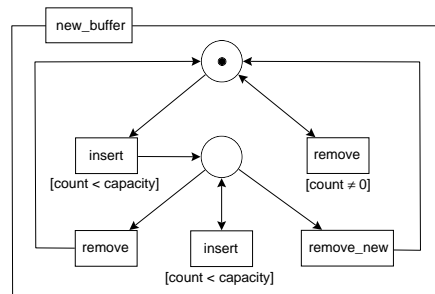 new_buffer
insert
[count < capacity]
remove
[count ≠ 0]
remove
insert
[count < capacity]
remove_new